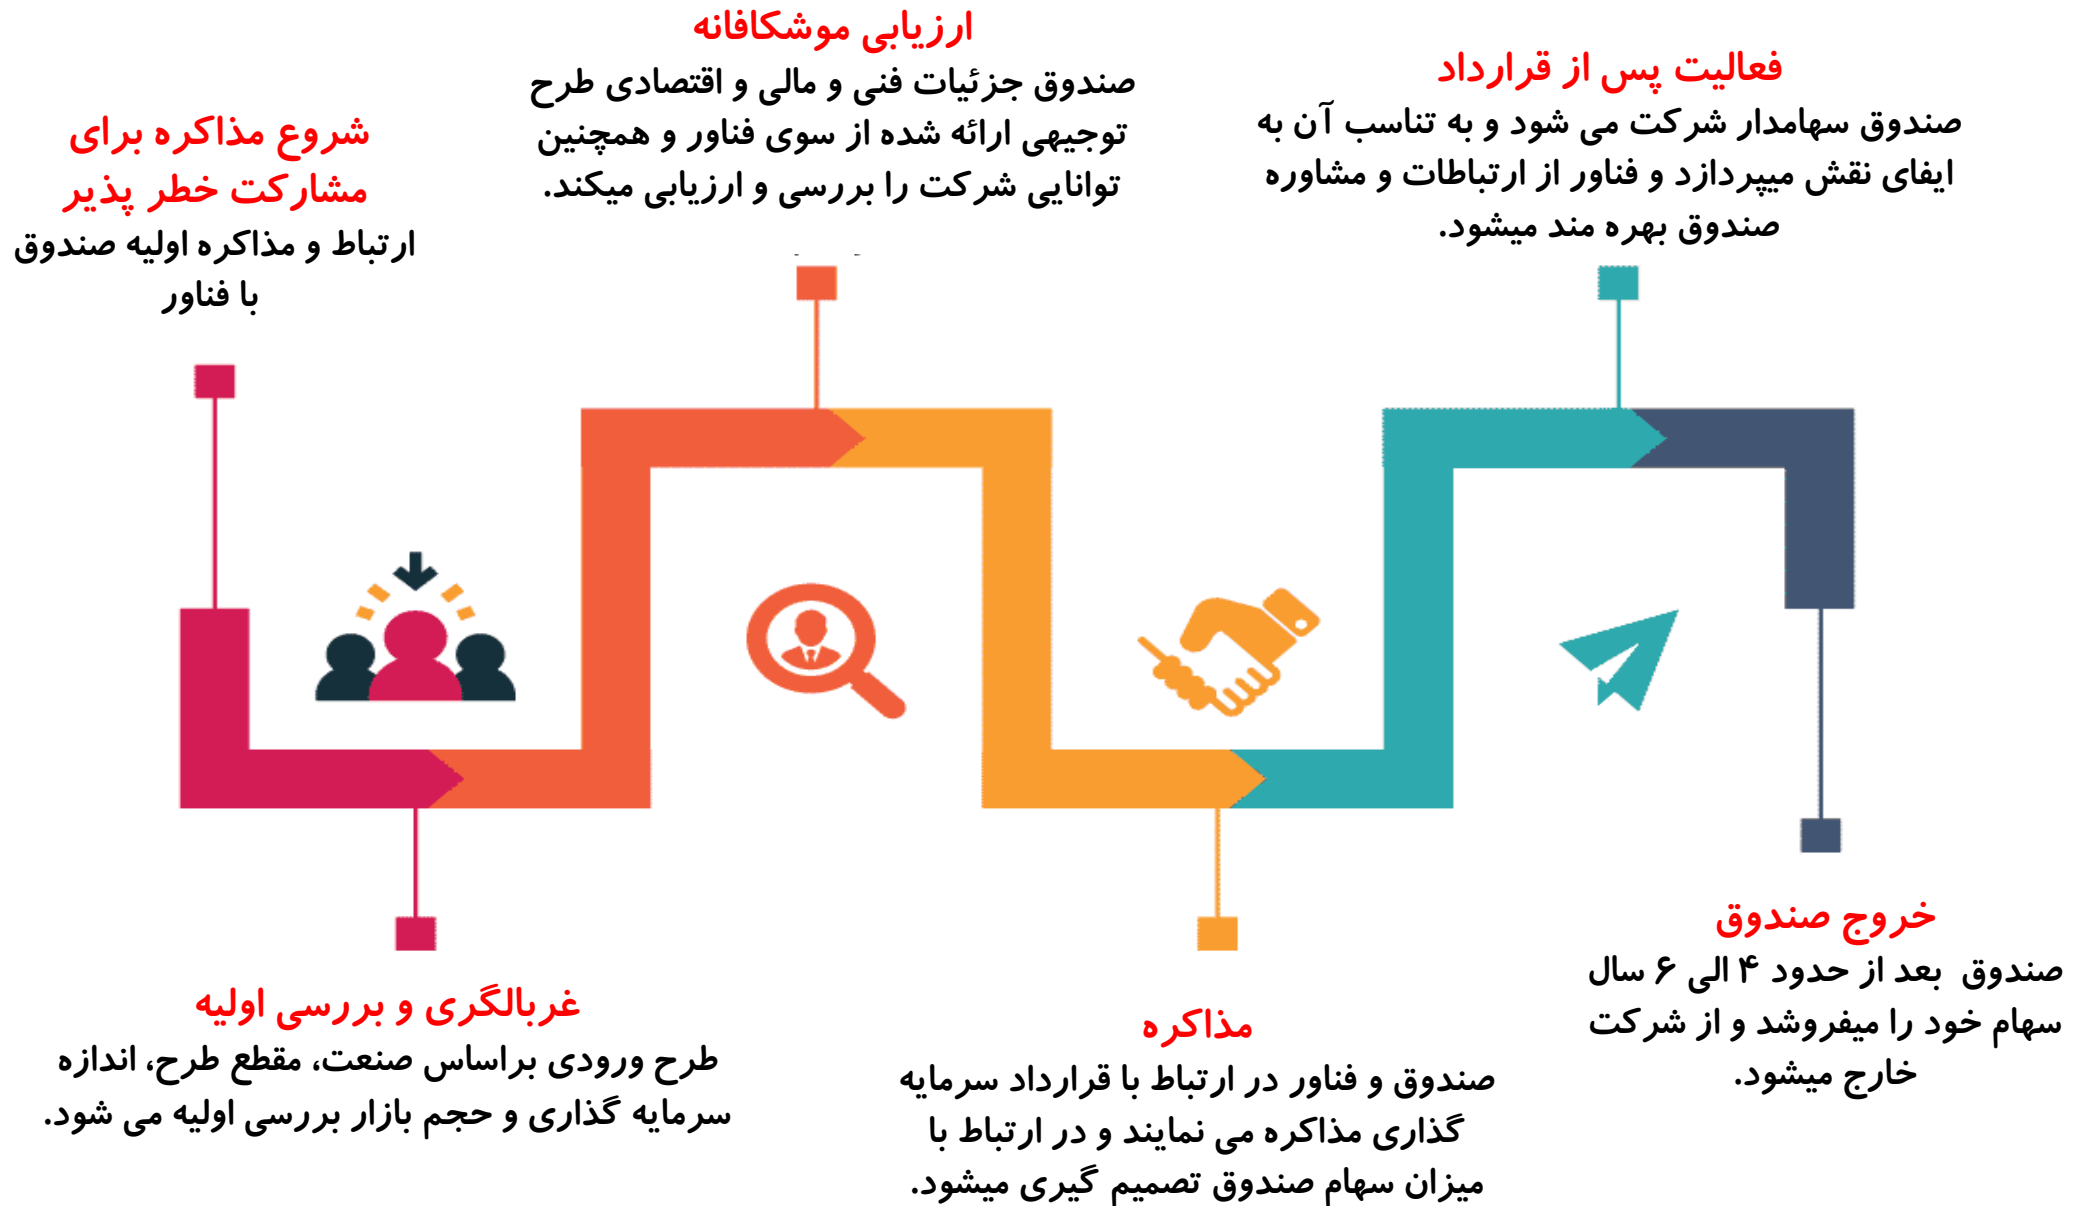 شروع مذاکره برای
مشارکت خطر پذیر
ارتباط و مذاکره اولیه صندوق
با فناور
غربالگری و بررسی اولیه
طرح ورودی براساس صنعت، مقطع طرح، اندازه
سرمایه گذاری و حجم بازار بررسی اولیه می شود.
ارزیابی موشکافانه
صندوق جزئیات فنی و مالی و اقتصادی طرح
توجیهی ارائه شده از سوی فناور و همچنین
توانایی شرکت را بررسی و ارزیابی میکند.
مذاکره
صندوق و فناور در ارتباط با قرارداد سرمایه
گذاری مذاکره می نمایند و در ارتباط با
میزان سهام صندوق تصمیم گیری میشود.
فعالیت پس از قرارداد
صندوق سهامدار شرکت می شود و به تناسب آن به
ایفای نقش میپردازد و فناور از ارتباطات و مشاوره
صندوق بهره مند میشود.
خروج صندوق
صندوق بعد از حدود ۴ الی ۶ سال
سهام خود را میفروشد و از شرکت
خارج میشود.